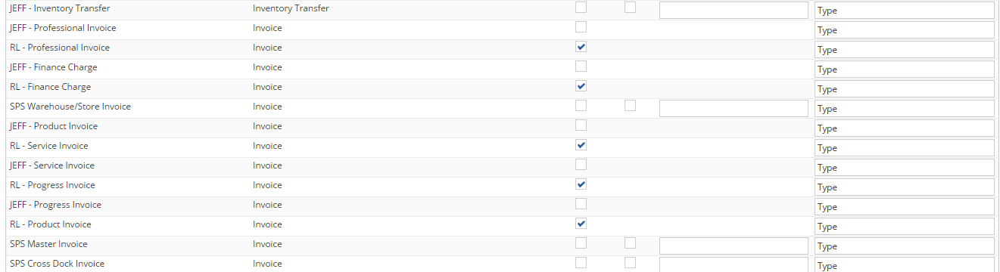 JEFF - Inventory Transfer Inventory Transfer Type
JEFF - Professional Invoice Invoice Type
RL - Professional Invoice Invoice Type
JEFF - Finance Charge Invoice Type
RL - Finance Charge Invoice Type
SPS Warehouse/Store Invoice Invoice Type
JEFF - Product Invoice Invoice Type
RL - Service Invoice Invoice Type
JEFF - Service Invoice Invoice Type
RL - Progress Invoice Invoice Type
JEFF - Progress Invoice Invoice Type
RL - Product Invoice Invoice Type
SPS Master Invoice Invoice Type
SPS Cross Dock Invoice Invoice Type